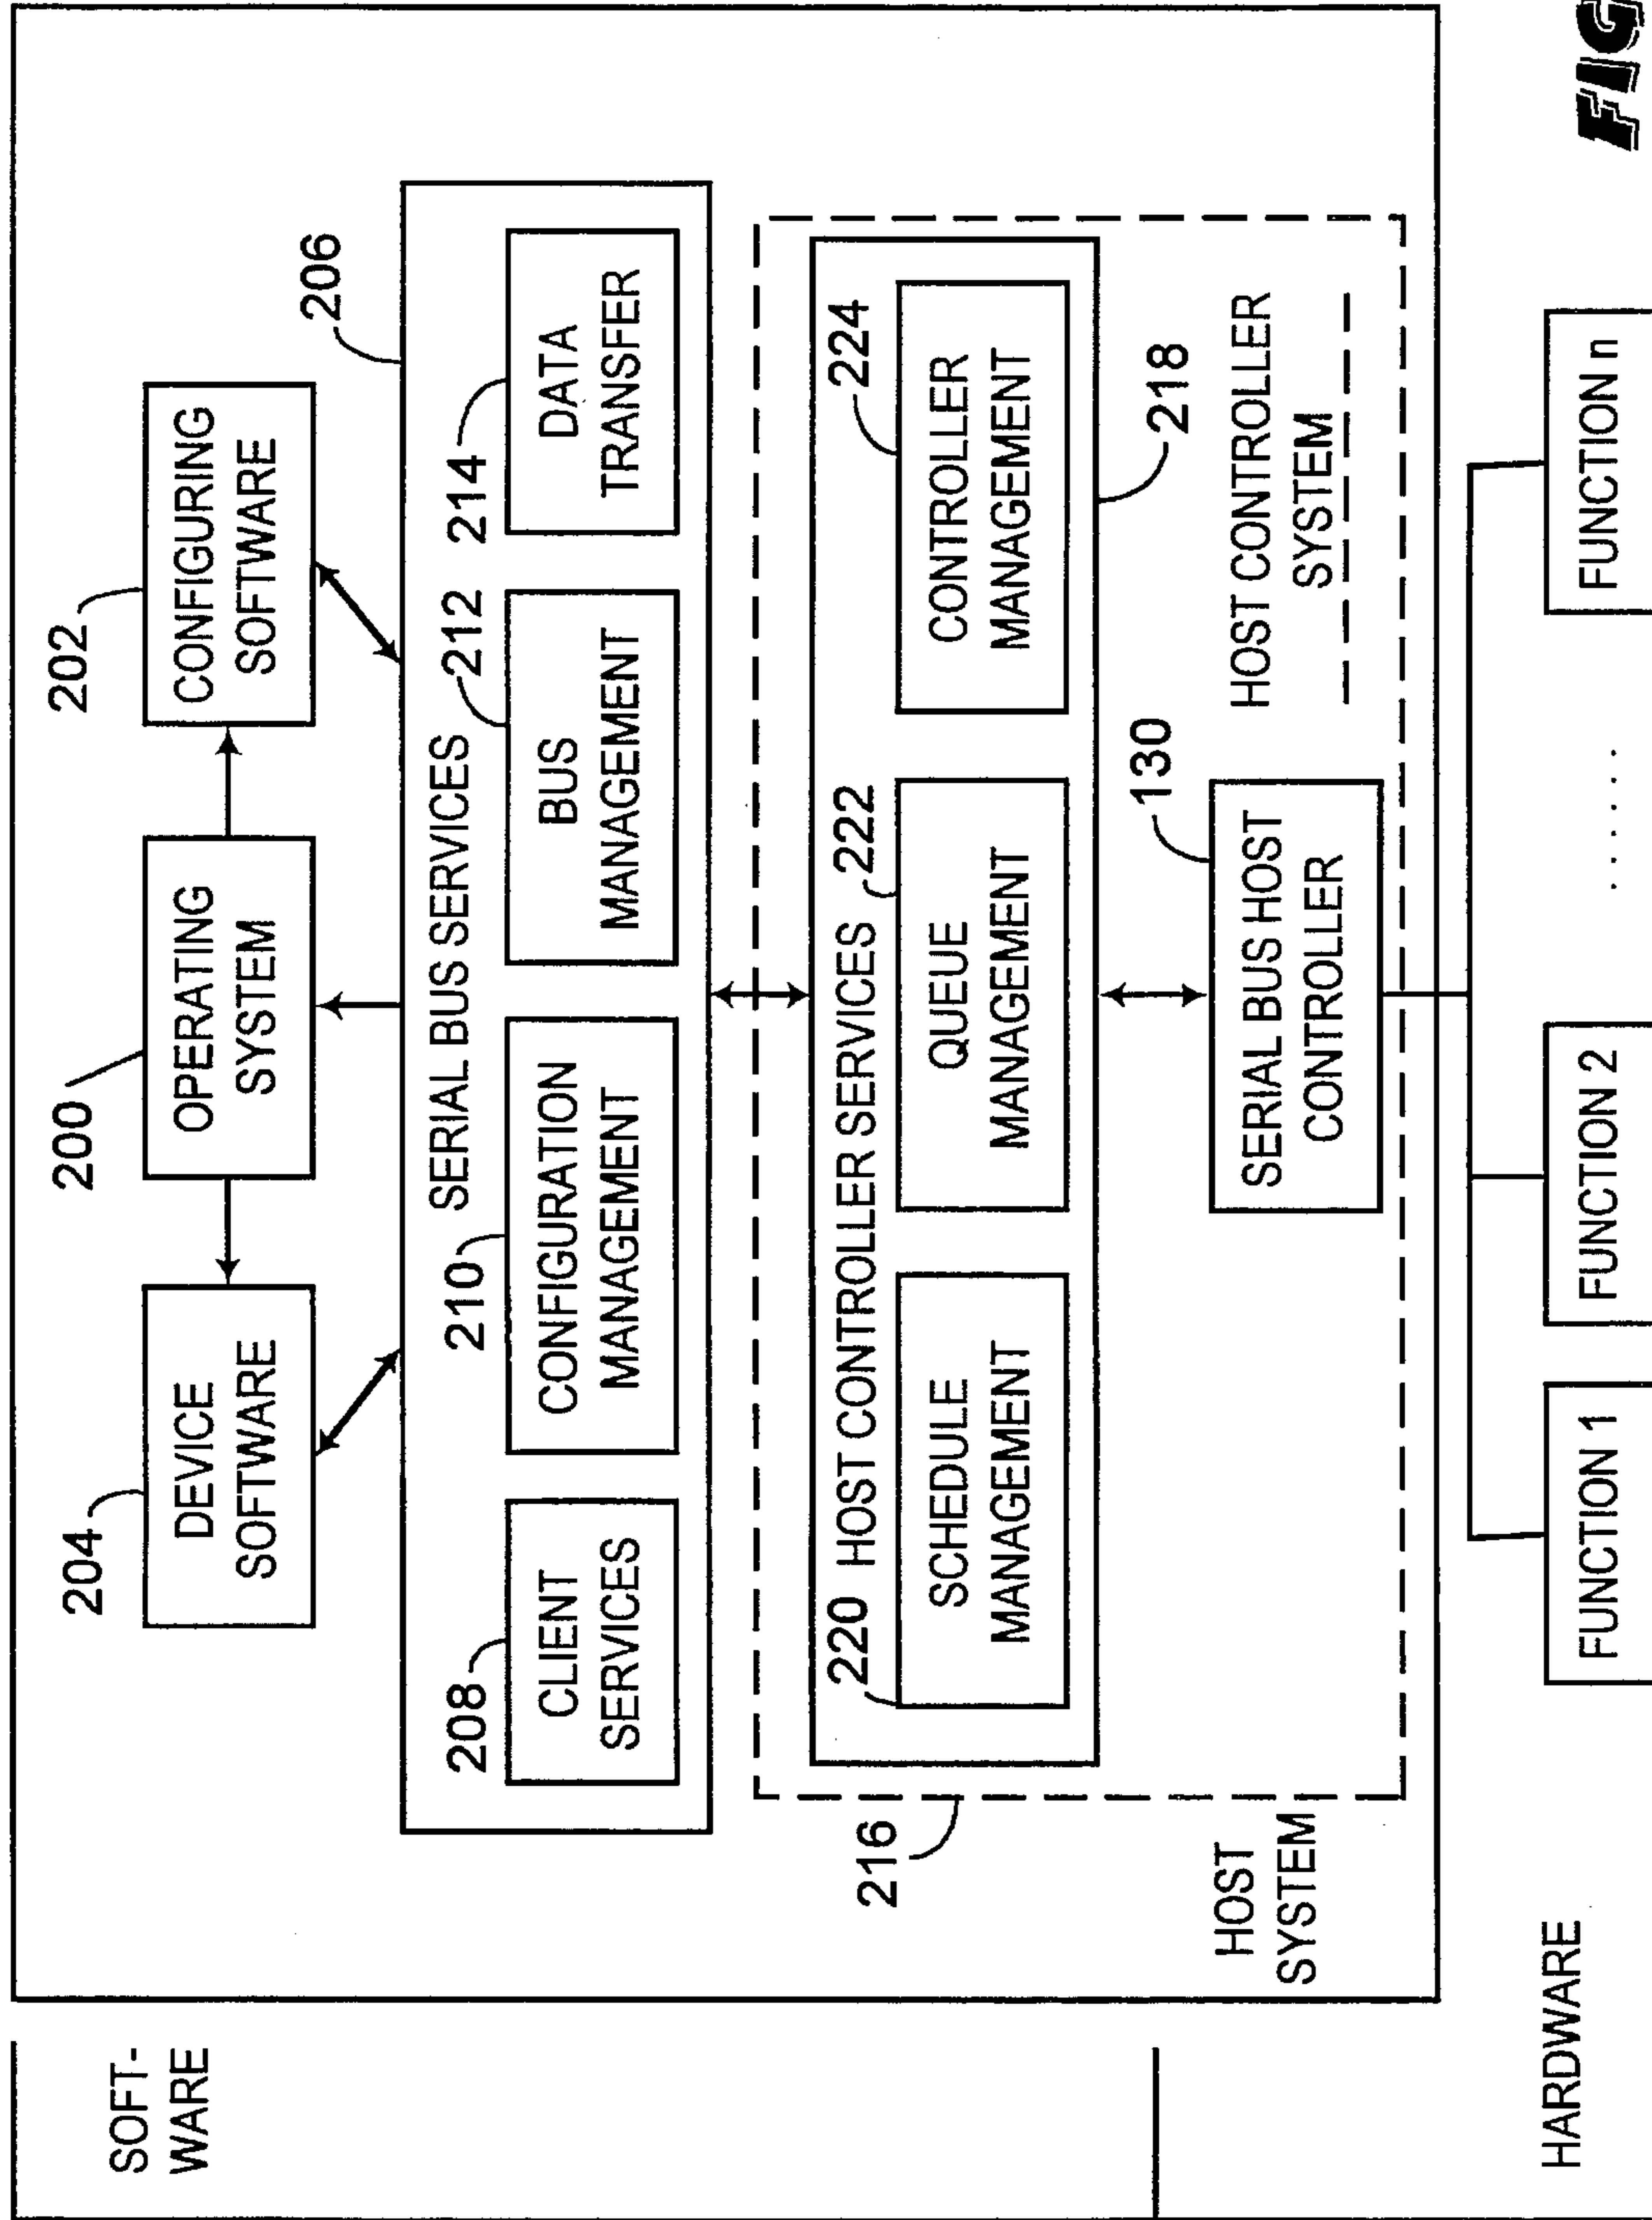 SOFT-
WARE
HARDWARE
HOST
SYSTEM
204
DEVICE
SOFTWARE
200
OPERATING
SYSTEM
202
CONFIGURING
SOFTWARE
206
SERIAL BUS SERVICES
208
CLIENT
SERVICES
210
CONFIGURATION
MANAGEMENT
212
BUS
MANAGEMENT
214
DATA
TRANSFER
216
HOST CONTROLLER SERVICES
220
SCHEDULE
MANAGEMENT
222
QUEUE
MANAGEMENT
224
CONTROLLER
MANAGEMENT
218
130
SERIAL BUS HOST
CONTROLLER
HOST CONTROLLER
SYSTEM
FUNCTION 1
FUNCTION 2
......
FUNCTION n
FIG